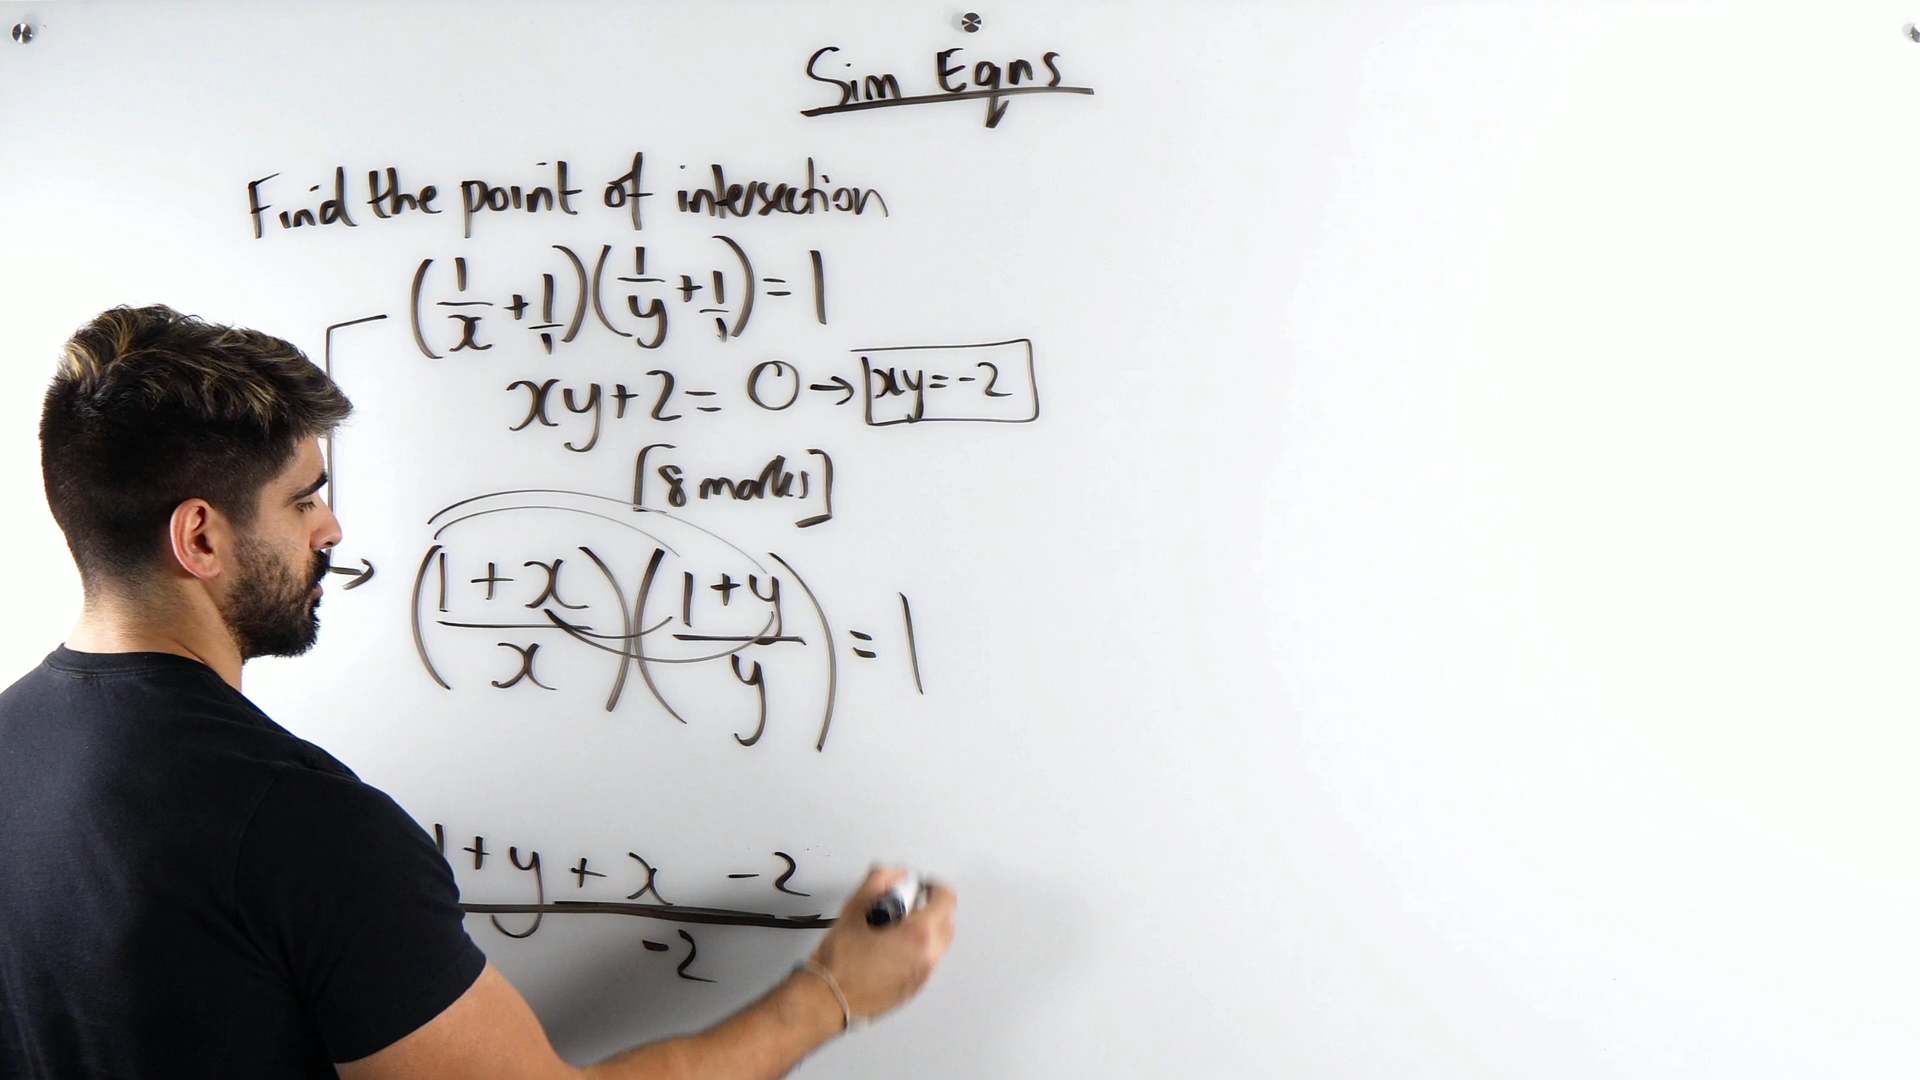 Sim Eqns
Find the point of intersection
(1/x + 1/1)(1/y + 1/1) = 1
xy + 2 = 0 → xy = -2
[8 marks]
→ ((1 + x)/x)((1 + y)/y) = 1
(1 + y + x - 2)/-2